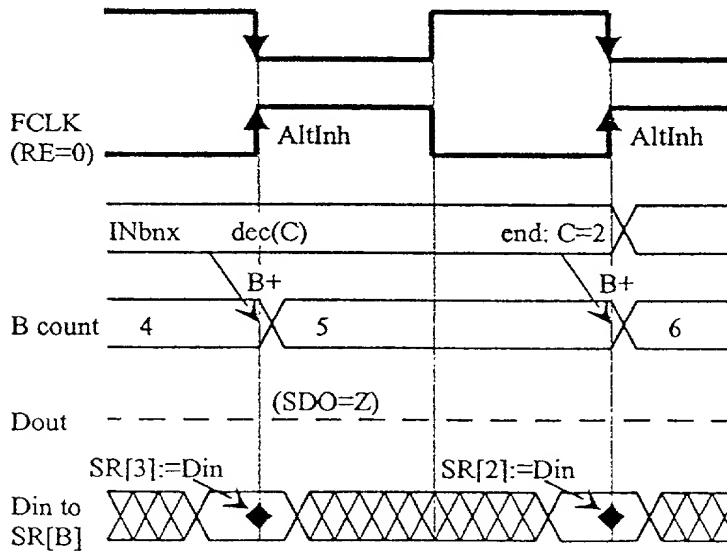 FCLK
(RE=0)
AltInh
AltInh
INbnx
dec(C)
end: C=2
B+
B+
B count
4
5
6
(SDO=Z)
Dout
SR[3]:=Din
SR[2]:=Din
Din to
SR[B]